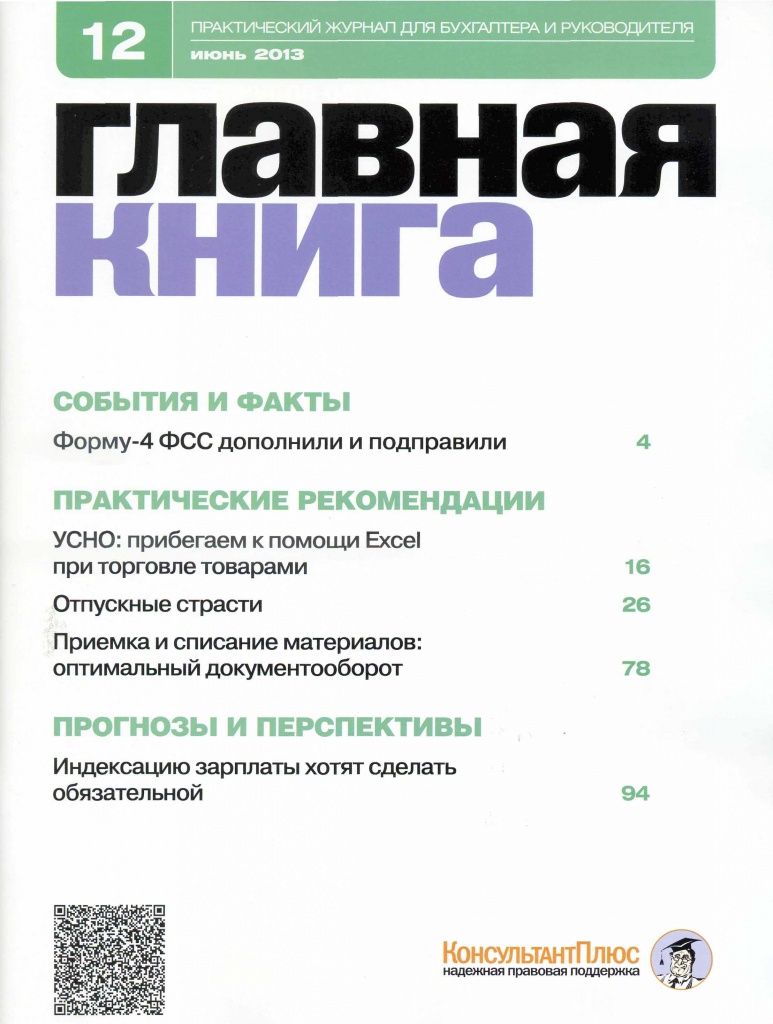 12
ПРАКТИЧЕСКИЙ ЖУРНАЛ ДЛЯ БУХГАЛТЕРА И РУКОВОДИТЕЛЯ
июнь 2013
главная
книга
СОБЫТИЯ И ФАКТЫ
Форму-4 ФСС дополнили и подправили 4
ПРАКТИЧЕСКИЕ РЕКОМЕНДАЦИИ
УСНО: прибегаем к помощи Excel
при торговле товарами 16
Отпускные страсти 26
Приемка и списание материалов:
оптимальный документооборот 78
ПРОГНОЗЫ И ПЕРСПЕКТИВЫ
Индексацию зарплаты хотят сделать
обязательной 94
КонсультантПлюс
надежная правовая поддержка